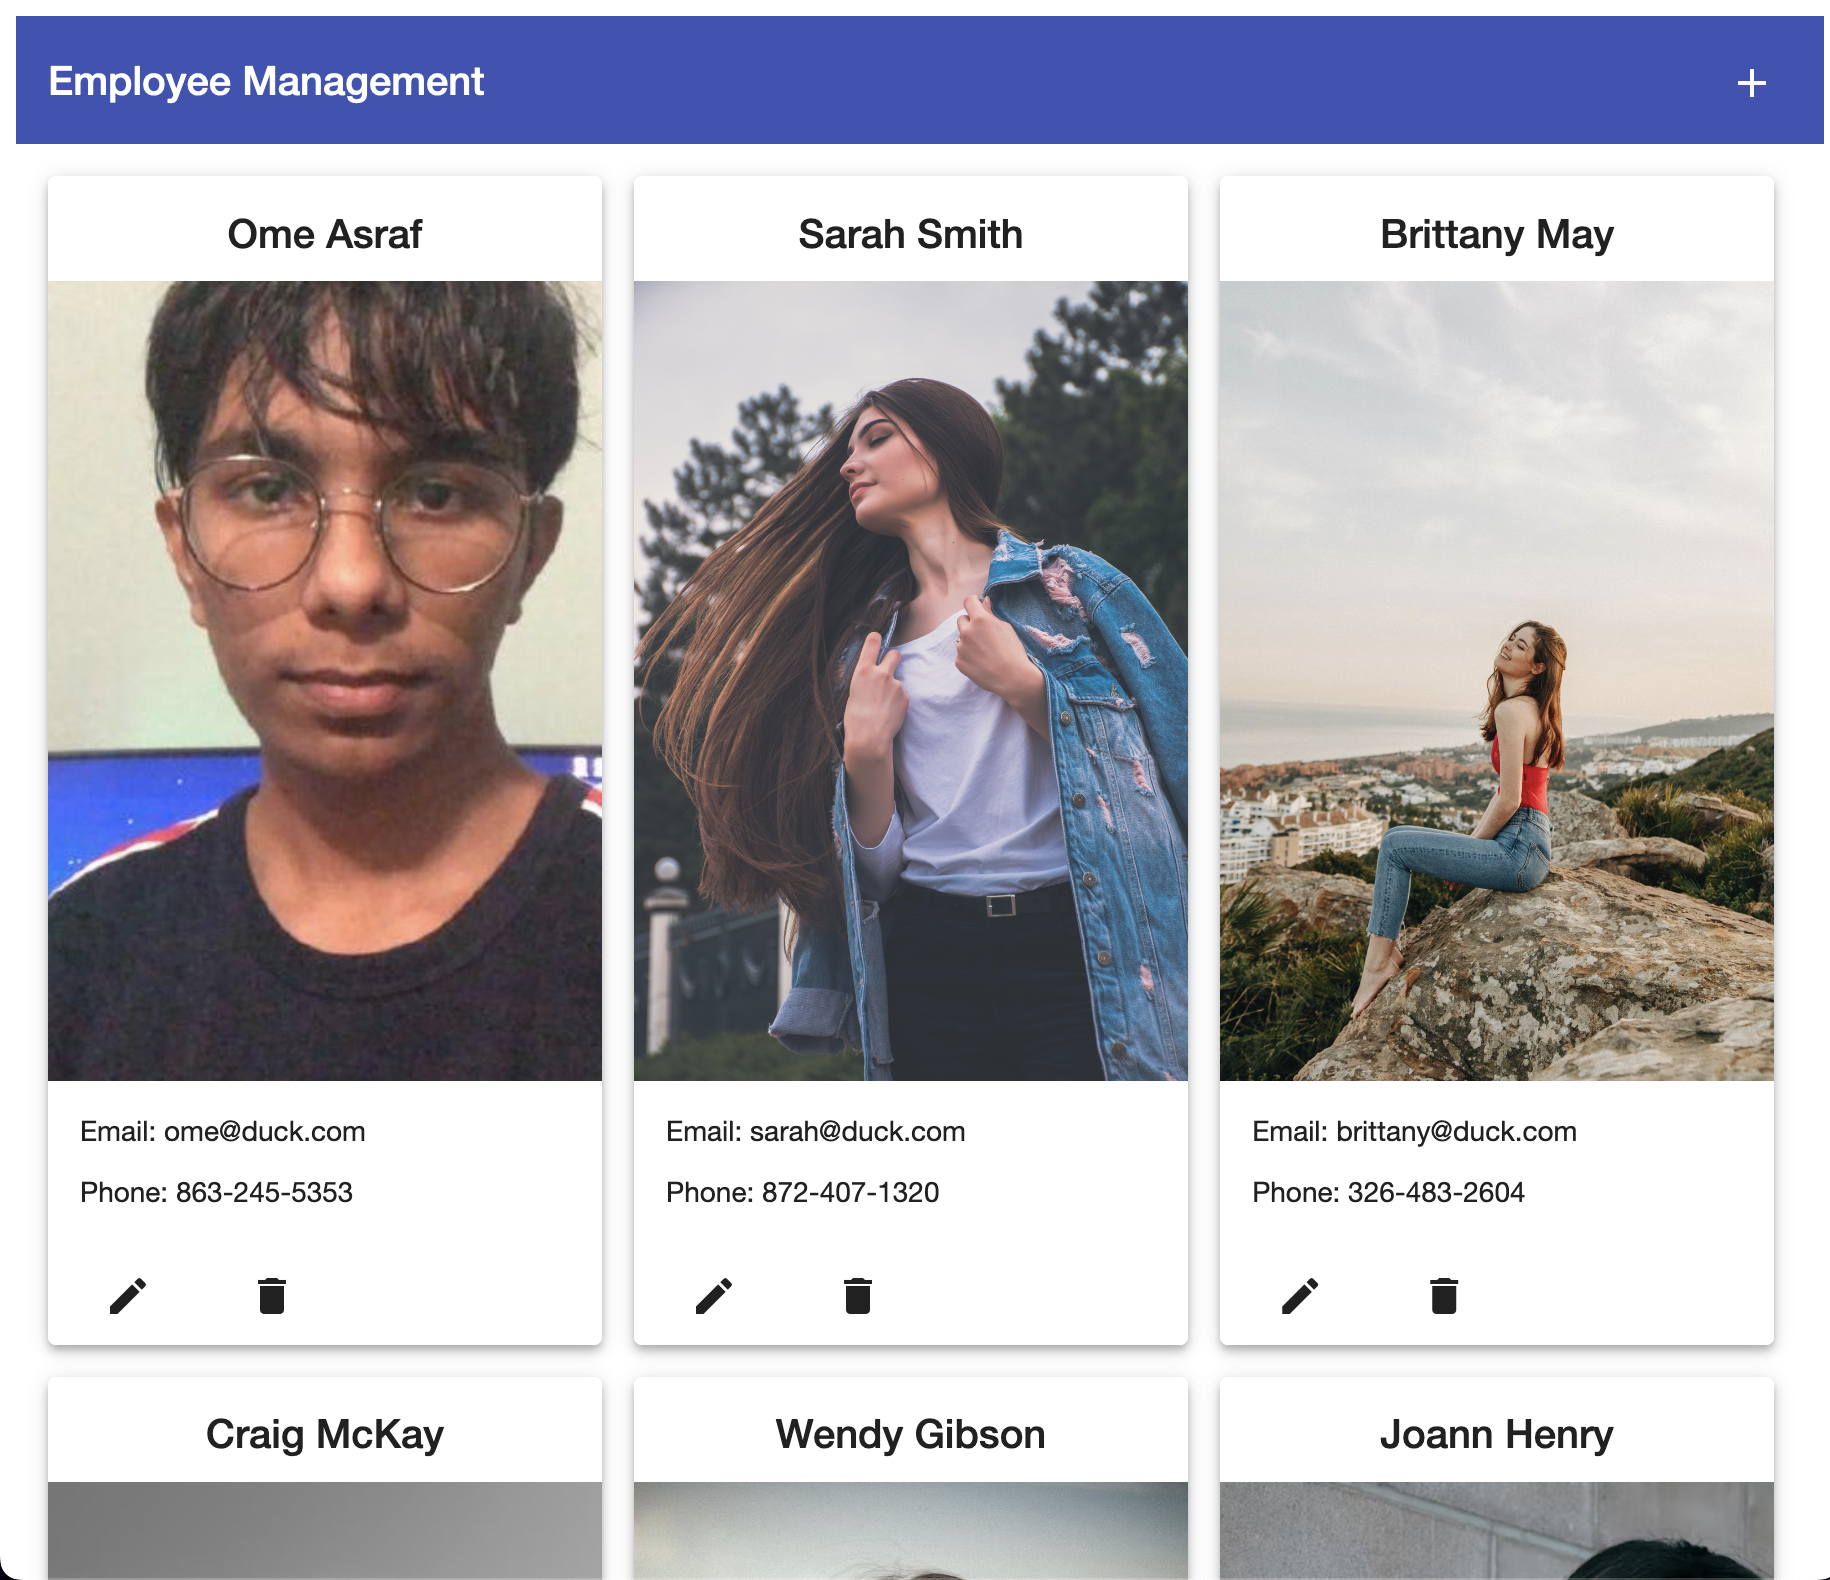 Employee Management
Ome Asraf
Sarah Smith
Brittany May
Email: ome@duck.com
Phone: 863-245-5353
Email: sarah@duck.com
Phone: 872-407-1320
Email: brittany@duck.com
Phone: 326-483-2604
Craig McKay
Wendy Gibson
Joann Henry